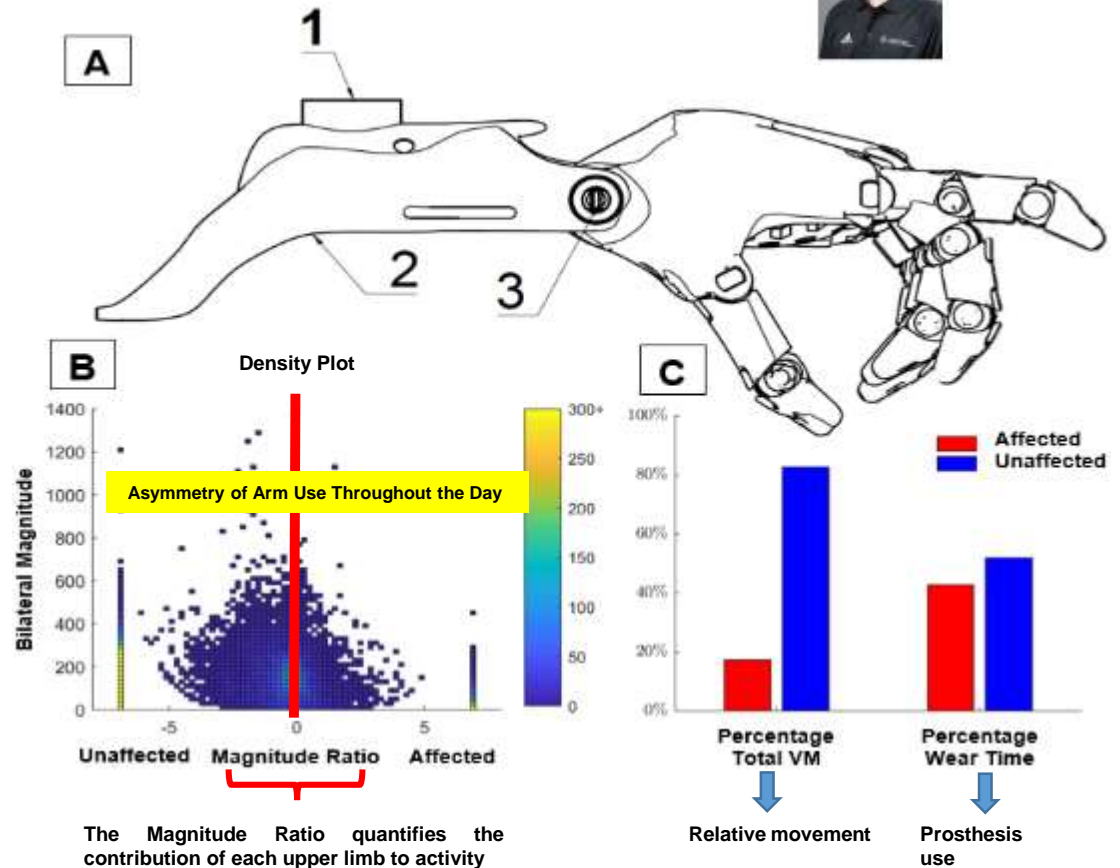 A
1
2
3
B
Density Plot
1400
1200
1000
800
600
400
200
0
Bilateral Magnitude
Asymmetry of Arm Use Throughout the Day
-5
0
5
Unaffected
Magnitude Ratio
Affected
300+
250
200
150
100
50
0
The Magnitude Ratio quantifies the
contribution of each upper limb to activity
C
100%
80%
60%
40%
20%
0%
Affected
Unaffected
Percentage
Total VM
Percentage
Wear Time
Relative movement
Prosthesis
use